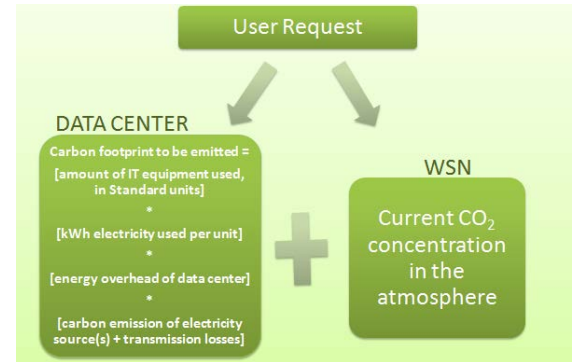 User Request
DATA CENTER
Carbon footprint to be emitted =
[amount of IT equipment used,
in Standard units]
*
[kWh electricity used per unit]
*
[energy overhead of data center]
*
[carbon emission of electricity
source(s) + transmission losses]
WSN
Current CO₂
concentration
in the
atmosphere